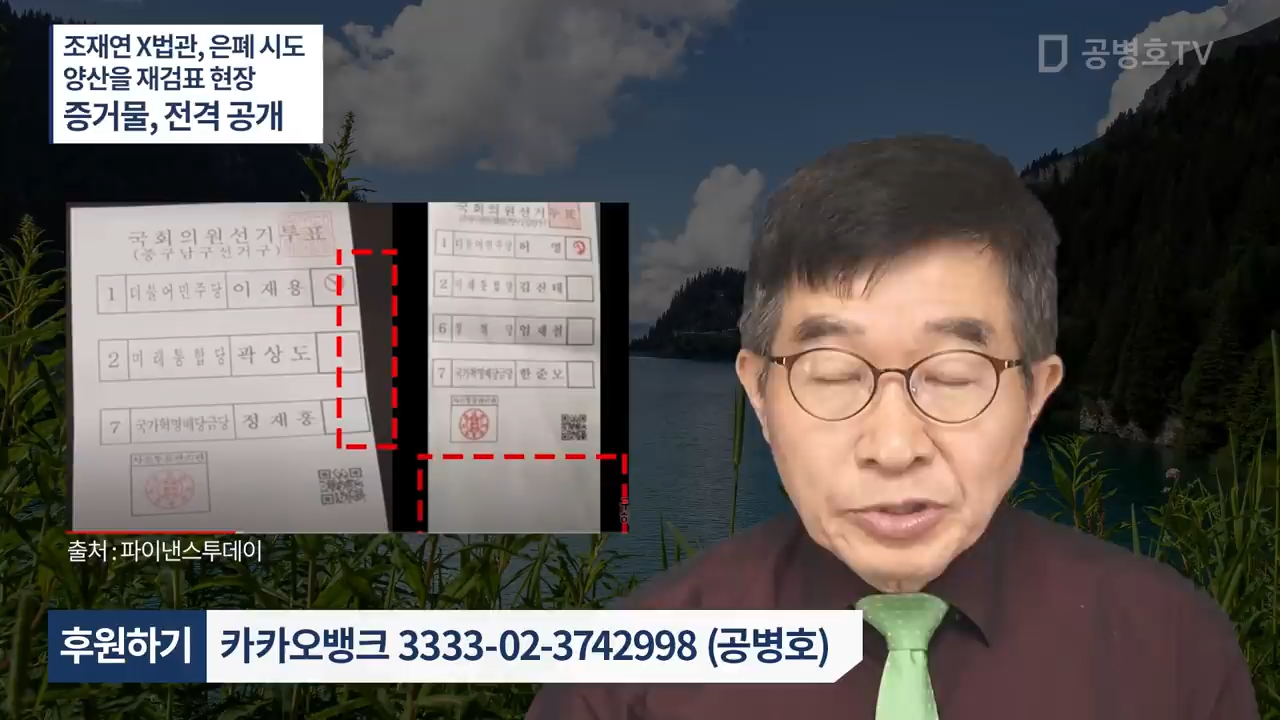 조재연 X법관, 은폐 시도
양산을 재검표 현장
증거물, 전격 공개
공병호TV
국회의원선거투표
(중구남구선거구)
1 더불어민주당 이재용
2 미래통합당 곽상도
7 국가혁명배당금당 정재홍
국회의원선거투표
1 더불어민주당 허 영
2 미래통합당 김진태
6 정의당 엄재철
7 국가혁명배당금당 한준모
출처 : 파이낸스투데이
후원하기 카카오뱅크 3333-02-3742998 (공병호)